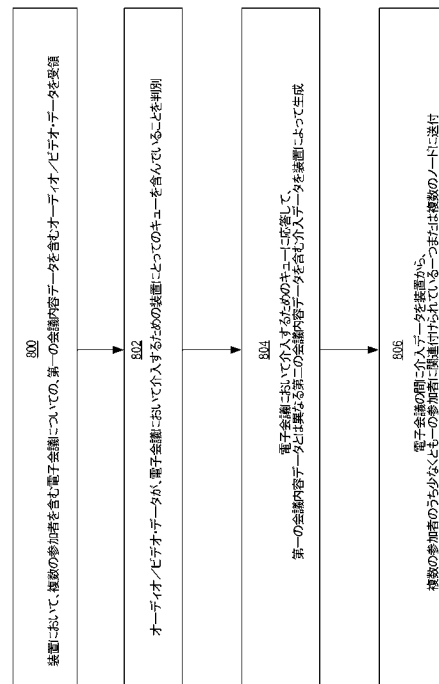 800
装置において、複数の参加者を含む電子会議についての、第一の会議内容データを含むオーディオ／ビデオ・データを受領
802
オーディオ／ビデオ・データが、電子会議において介入するための装置にとってのキューを含んでいることを判別
804
電子会議において介入するためのキューに応答して、
第一の会議内容データとは異なる第二の会議内容データを含む介入データを装置によって生成
806
電子会議の間に介入データを装置から、
複数の参加者のうち少なくとも一の参加者に関連付けられている一つまたは複数のノードに送付